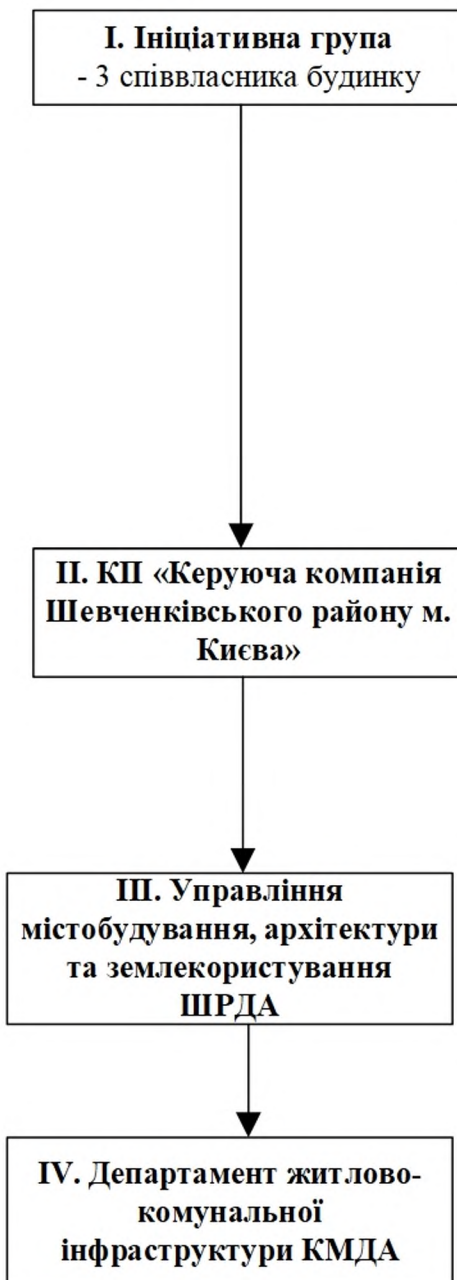 І. Ініціативна група
- 3 співвласника будинку
ІІ. КП «Керуюча компанія
Шевченківського району м.
Києва»
ІІІ. Управління
містобудування, архітектури
та землекористування
ШРДА
IV. Департамент житлово-
комунальної
інфраструктури КМДА